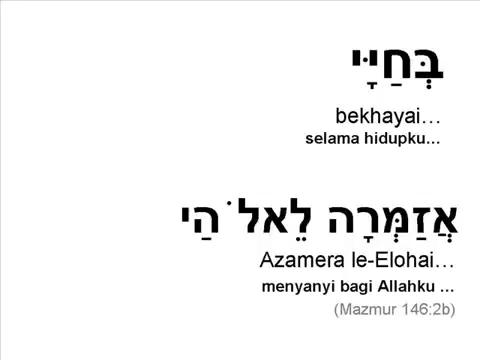 בְּחַיָּי
bekhayai…
selama hidupku…
אֲזַמְּרָה לֵאלֹהַי
Azamera le-Elohai…
menyanyi bagi Allahku …
(Mazmur 146:2b)